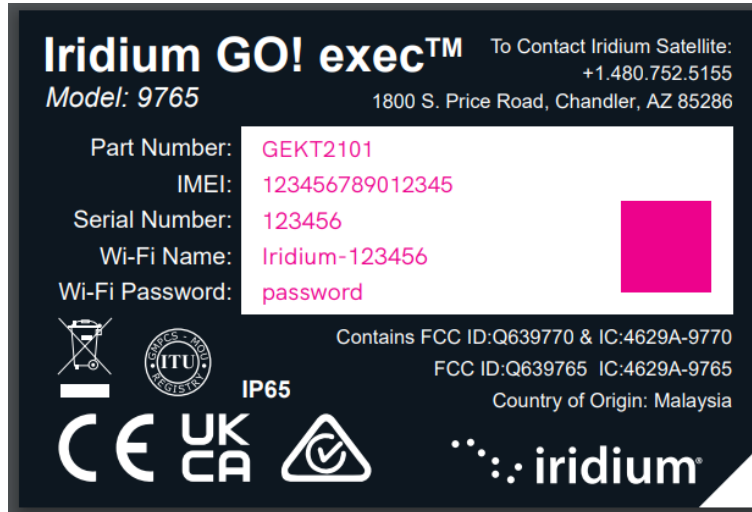 Iridium GO! exec™
Model: 9765
To Contact Iridium Satellite:
+1.480.752.5155
1800 S. Price Road, Chandler, AZ 85286
Part Number: GEKT2101
IMEI: 123456789012345
Serial Number: 123456
Wi-Fi Name: Iridium-123456
Wi-Fi Password: password
GMPCS - MOU
ITU
REGISTRY
IP65
Contains FCC ID:Q639770 & IC:4629A-9770
FCC ID:Q639765 IC:4629A-9765
Country of Origin: Malaysia
CE
UK
CA
iridium®